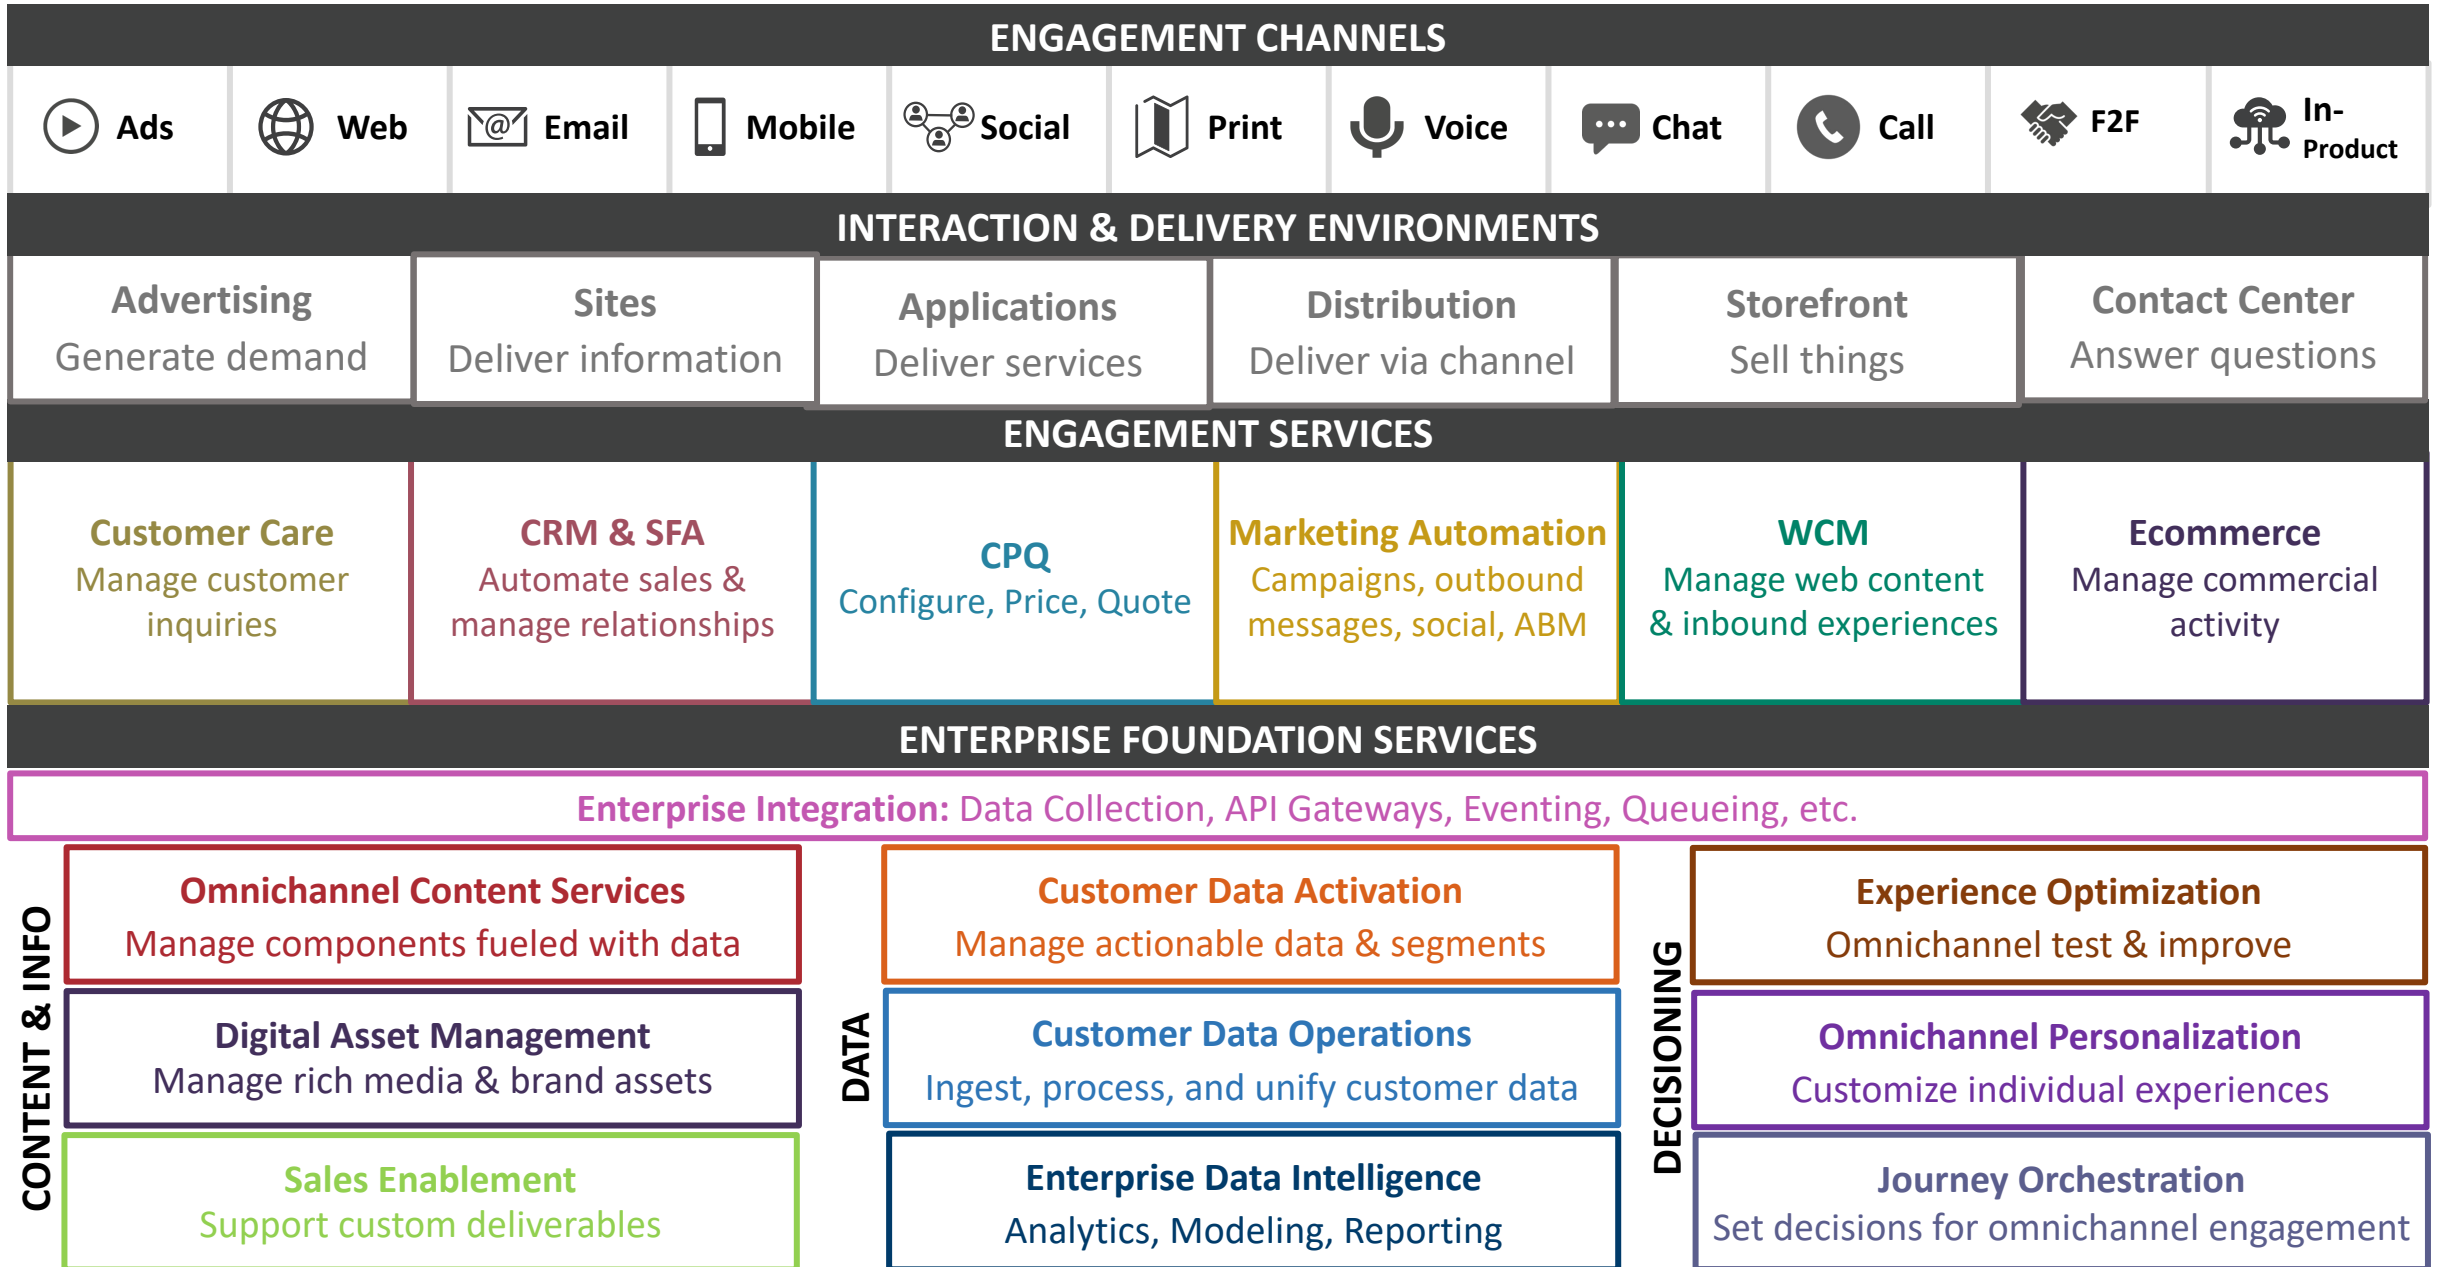 ENGAGEMENT CHANNELS
Ads
Web
@
Email
Mobile
Social
Print
Voice
Chat
Call
F2F
In-
Product
INTERACTION & DELIVERY ENVIRONMENTS
Advertising
Generate demand
Sites
Deliver information
Applications
Deliver services
Distribution
Deliver via channel
Storefront
Sell things
Contact Center
Answer questions
ENGAGEMENT SERVICES
Customer Care
Manage customer
inquiries
CRM & SFA
Automate sales &
manage relationships
CPQ
Configure, Price, Quote
Marketing Automation
Campaigns, outbound
messages, social, ABM
WCM
Manage web content
& inbound experiences
Ecommerce
Manage commercial
activity
ENTERPRISE FOUNDATION SERVICES
Enterprise Integration: Data Collection, API Gateways, Eventing, Queueing, etc.
CONTENT & INFO
Omnichannel Content Services
Manage components fueled with data
Digital Asset Management
Manage rich media & brand assets
Sales Enablement
Support custom deliverables
DATA
Customer Data Activation
Manage actionable data & segments
Customer Data Operations
Ingest, process, and unify customer data
Enterprise Data Intelligence
Analytics, Modeling, Reporting
DECISIONING
Experience Optimization
Omnichannel test & improve
Omnichannel Personalization
Customize individual experiences
Journey Orchestration
Set decisions for omnichannel engagement